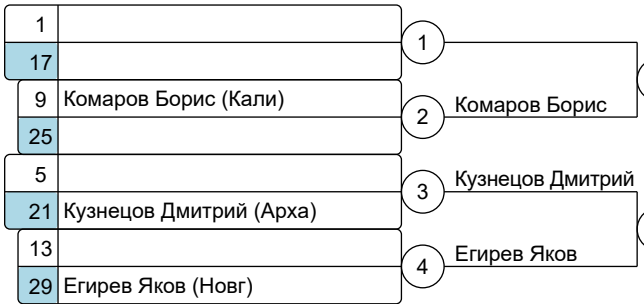 1
1
17
9 Комаров Борис (Кали)
2 Комаров Борис
25
5
3 Кузнецов Дмитрий
21 Кузнецов Дмитрий (Арха)
13
4 Егирев Яков
29 Егирев Яков (Новг)